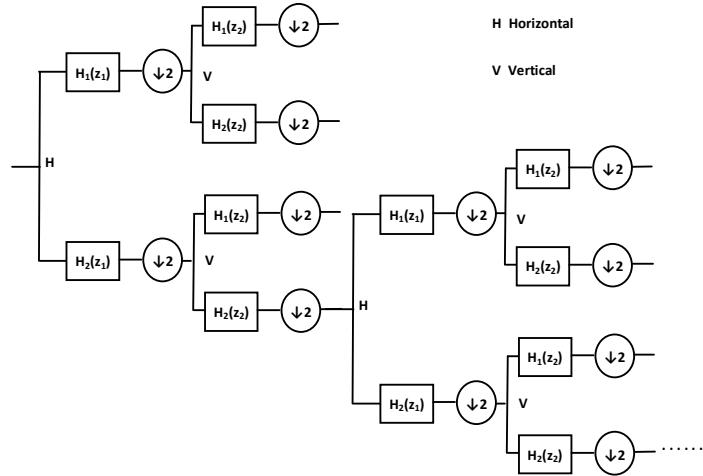 H₁(z₂) ↓2
H Horizontal
H₁(z₁) ↓2 V
V Vertical
H₂(z₂) ↓2
H
H₁(z₂) ↓2
H₁(z₂) ↓2
H₁(z₁) ↓2 V
H₂(z₁) ↓2 V
H₂(z₂) ↓2
H₂(z₂) ↓2 H
H₁(z₂) ↓2
H₂(z₁) ↓2 V
H₂(z₂) ↓2 ......